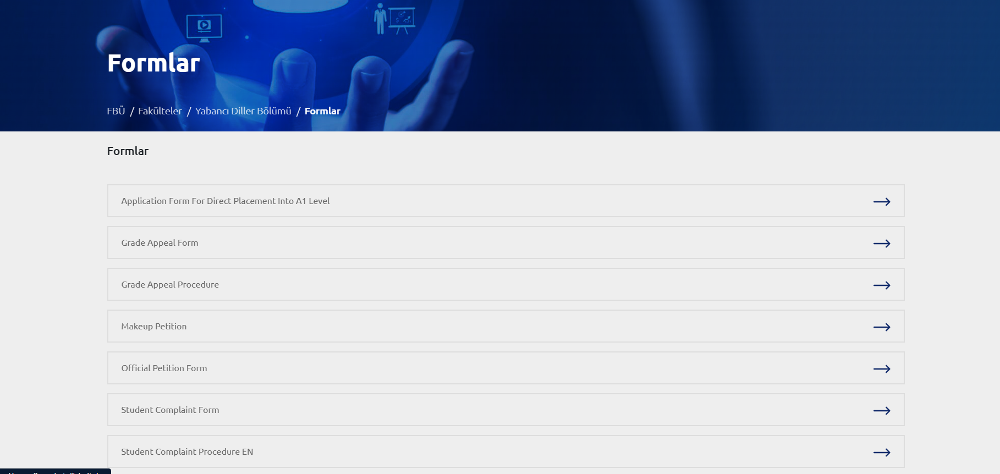 Formlar
FBÜ / Fakülteler / Yabancı Diller Bölümü / Formlar
Formlar
Application Form For Direct Placement Into A1 Level
Grade Appeal Form
Grade Appeal Procedure
Makeup Petition
Official Petition Form
Student Complaint Form
Student Complaint Procedure EN